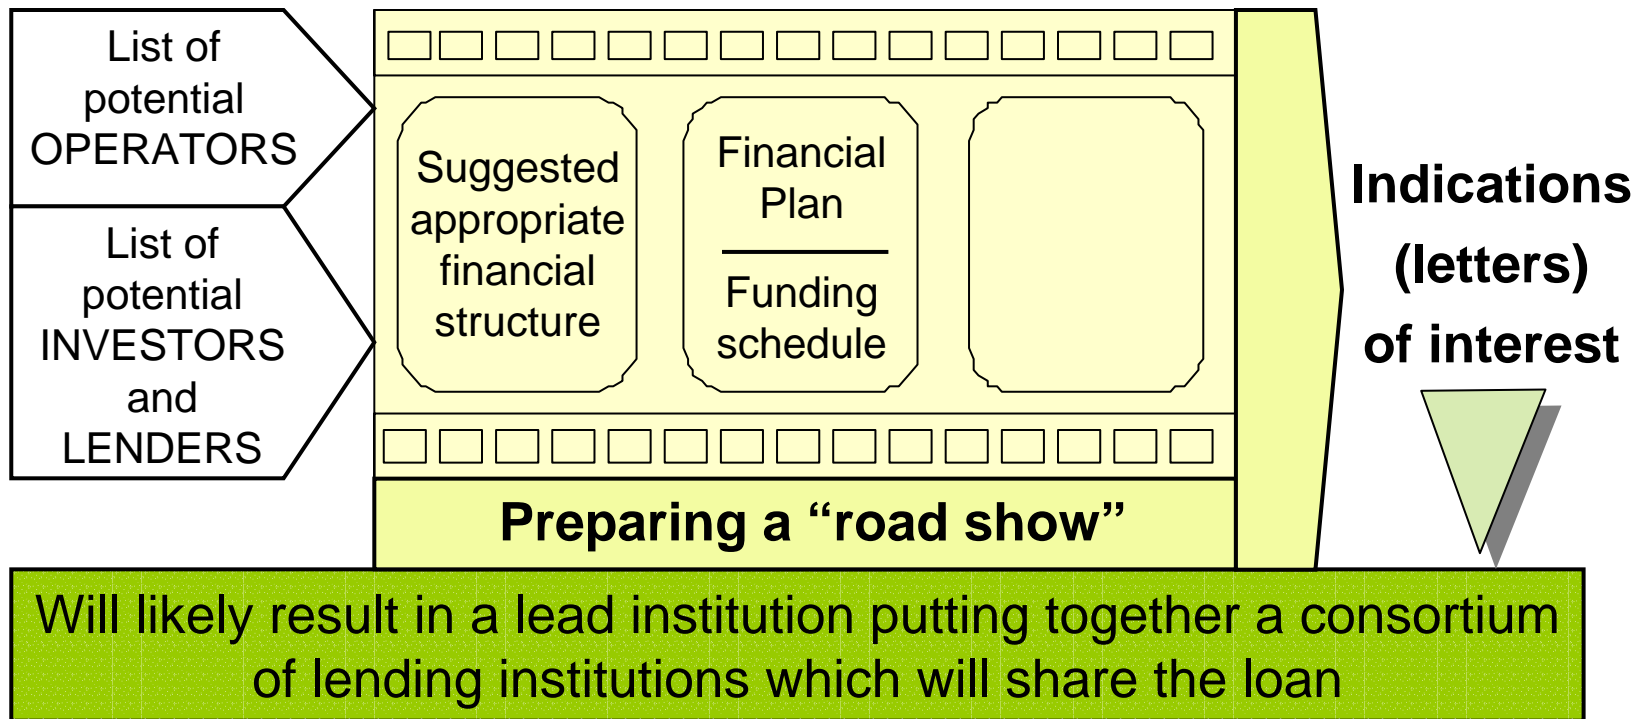 List of
potential
OPERATORS
List of
potential
INVESTORS
and
LENDERS
Suggested
appropriate
financial
structure
Financial
Plan
Funding
schedule
Preparing a “road show”
Indications
(letters)
of interest
Will likely result in a lead institution putting together a consortium
of lending institutions which will share the loan